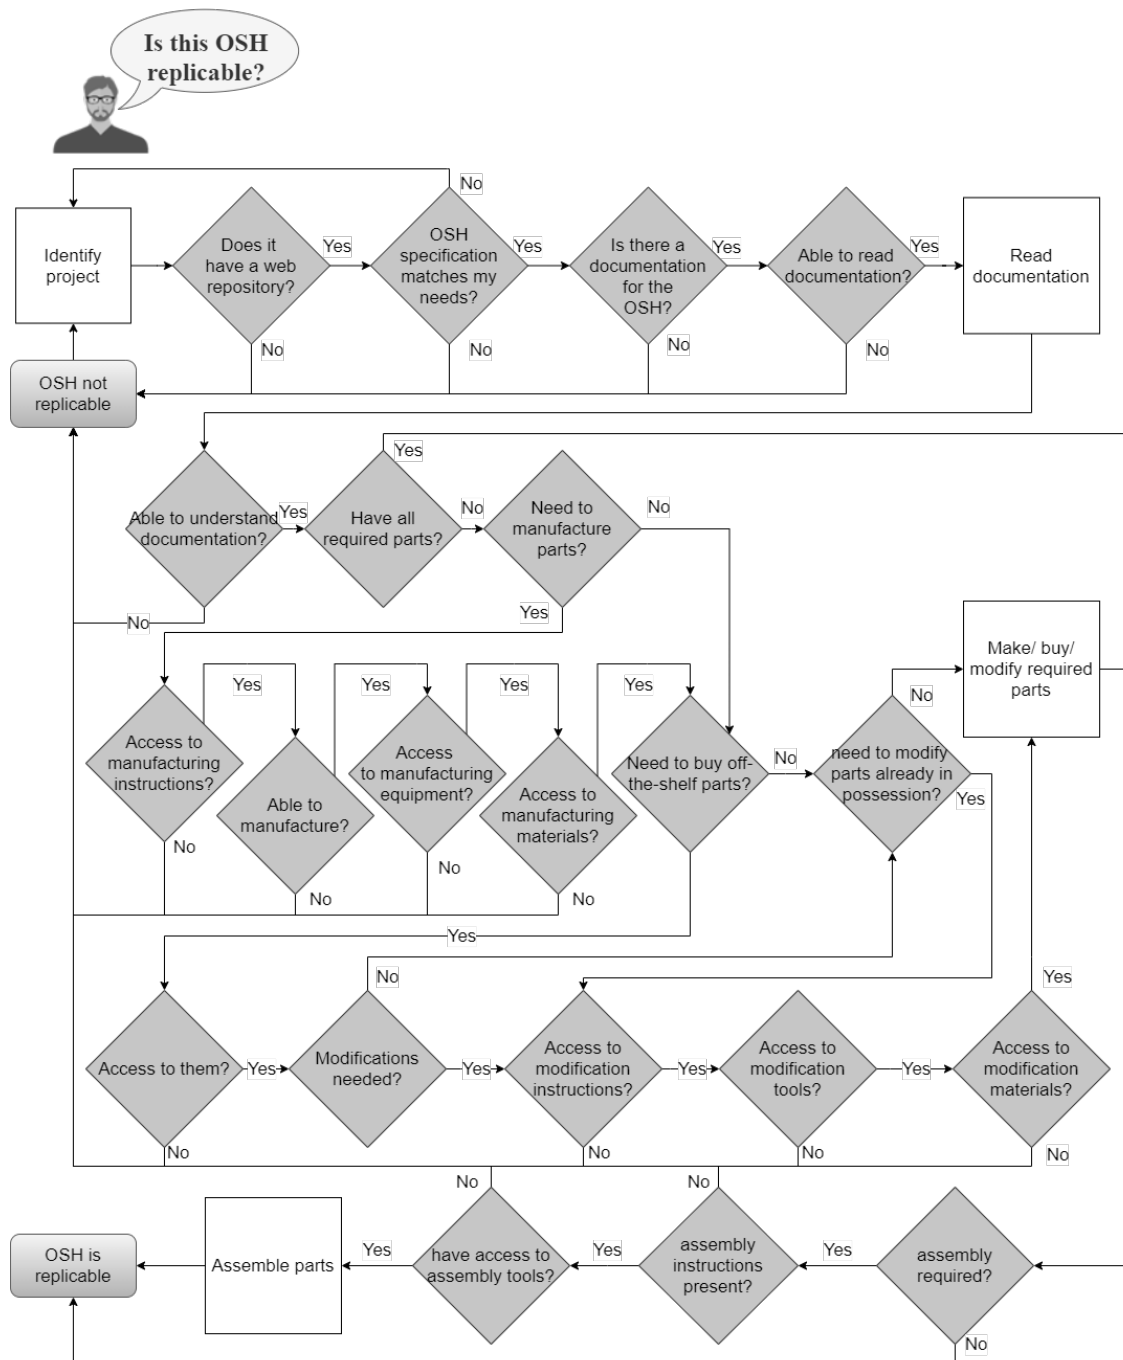 Is this OSH
replicable?
No
Identify
project
Does it
have a web
repository?
Yes
OSH
specification
matches my
needs?
Yes
Is there a
documentation
for the
OSH?
Yes
Able to read
documentation?
Yes
Read
documentation
No
No
No
No
OSH not
replicable
Able to understand
documentation?
Yes
Have all
required parts?
Yes
No
Need to
manufacture
parts?
No
No
Yes
Make/ buy/
modify required
parts
Access to
manufacturing
instructions?
Yes
Able to
manufacture?
Yes
Access
to manufacturing
equipment?
Yes
Access to
manufacturing
materials?
Yes
Need to buy off-
the-shelf parts?
No
need to modify
parts already in
possession?
No
Yes
No
No
No
No
Yes
No
Yes
Access to them?
Yes
Modifications
needed?
Yes
Access to
modification
instructions?
Yes
Access to
modification
tools?
Yes
Access to
modification
materials?
No
No
No
No
No
No
OSH is
replicable
Assemble parts
Yes
have access to
assembly tools?
Yes
assembly
instructions
present?
Yes
assembly
required?
No